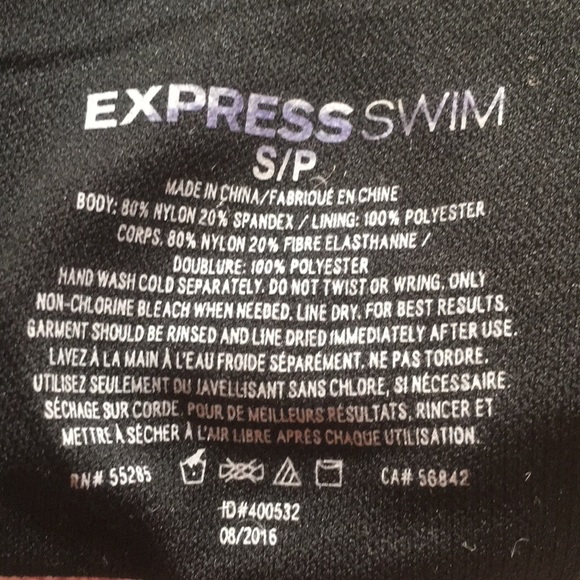 EXPRESS SWIM
S/P
MADE IN CHINA/FABRIQUÉ EN CHINE
BODY: 80% NYLON 20% SPANDEX / LINING: 100% POLYESTER
CORPS. 80% NYLON 20% FIBRE ELASTHANNE /
DOUBLURE: 100% POLYESTER
HAND WASH COLD SEPARATELY. DO NOT TWIST OR WRING. ONLY
NON-CHLORINE BLEACH WHEN NEEDED. LINE DRY. FOR BEST RESULTS,
GARMENT SHOULD BE RINSED AND LINE DRIED IMMEDIATELY AFTER USE.
LAVEZ À LA MAIN À L'EAU FROIDE SÉPARÉMENT. NE PAS TORDRE.
UTILISEZ SEULEMENT DU JAVELLISANT SANS CHLORE, SI NÉCESSAIRE.
SÉCHAGE SUR CORDE. POUR DE MEILLEURS RÉSULTATS, RINCER ET
METTRE À SÉCHER À L'AIR LIBRE APRÉS CHAQUE UTILISATION.
RN# 55285 CA# 56842
ID#400532
08/2016